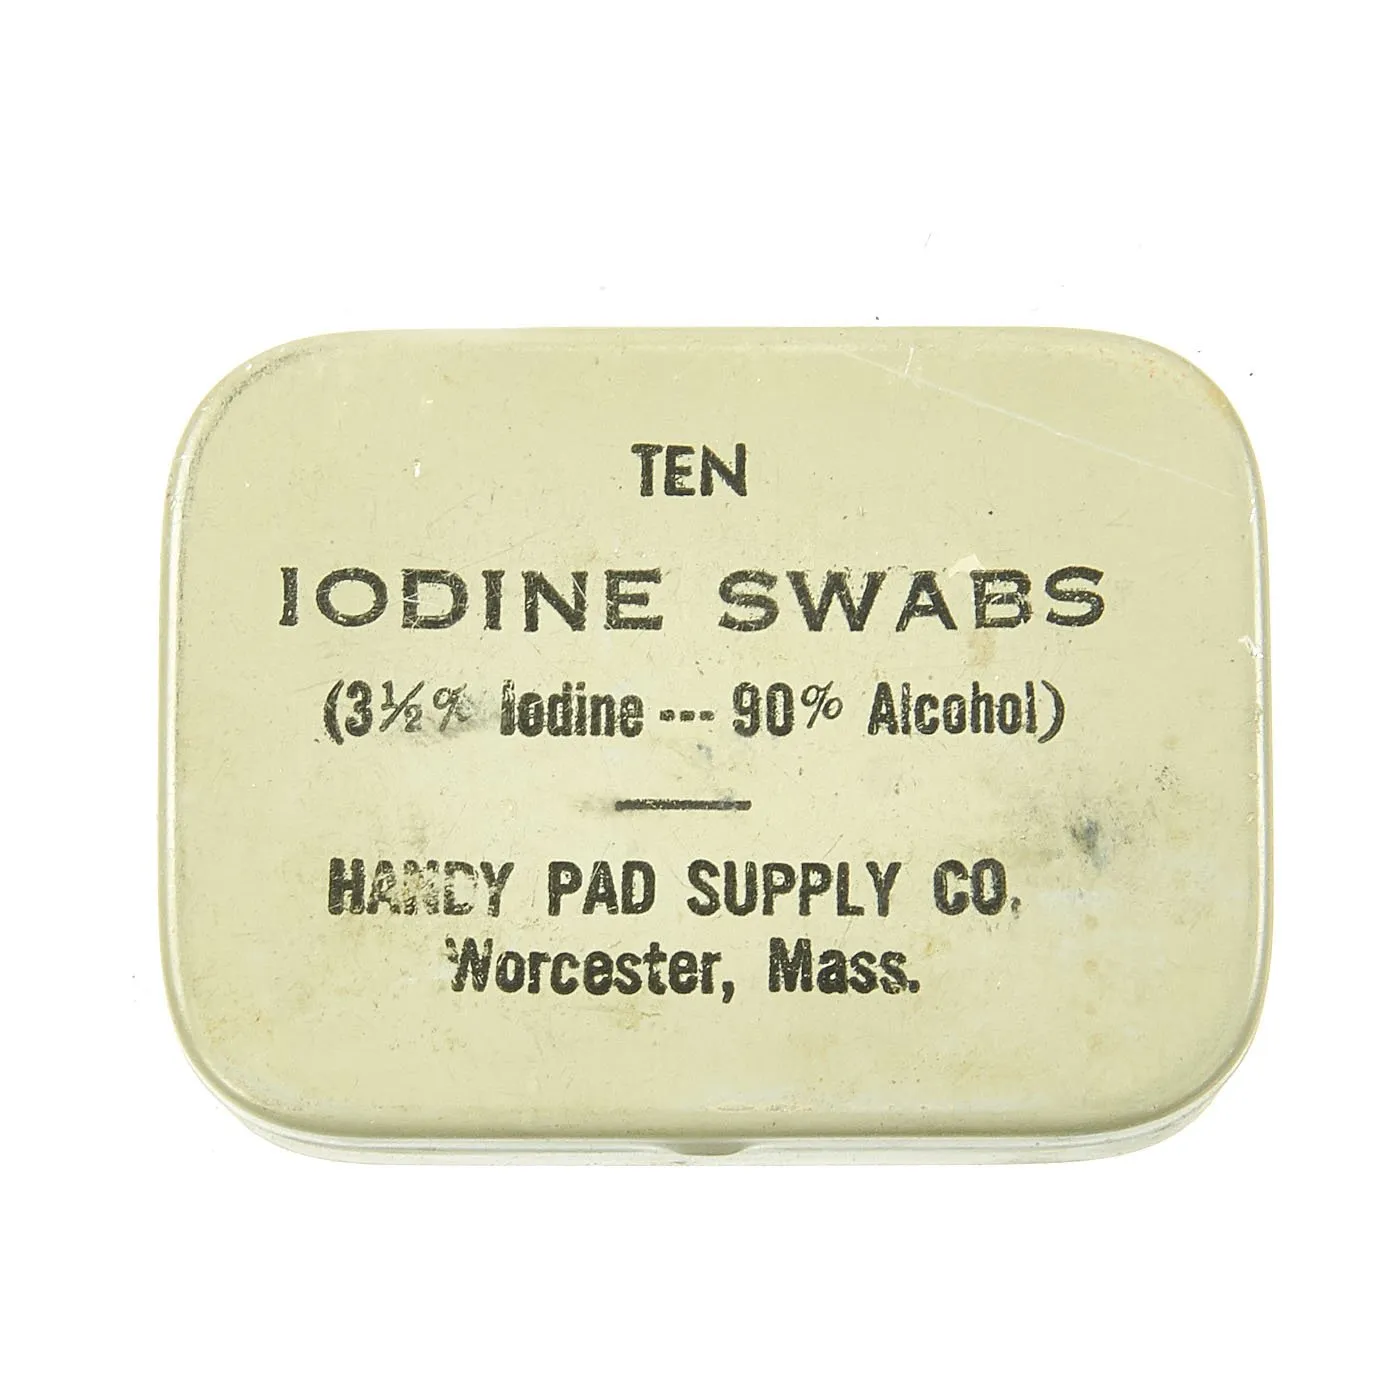 TEN
IODINE SWABS
(3½% Iodine --- 90% Alcohol)
HANDY PAD SUPPLY CO.
Worcester, Mass.